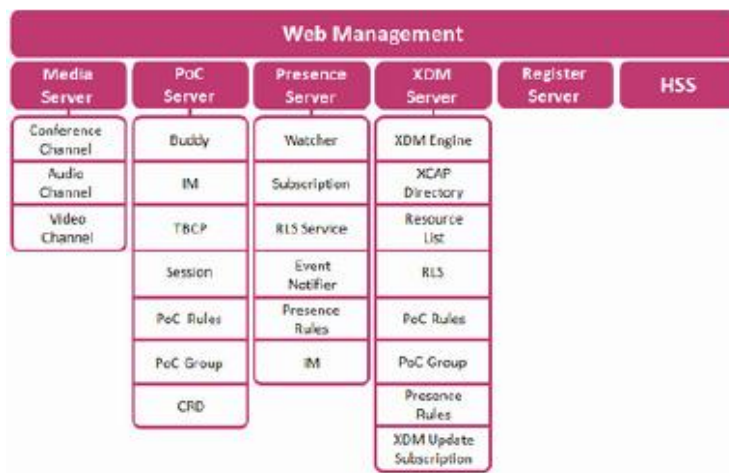 Web Management
Media
Server
PoC
Server
Presence
Server
XDM
Server
Register
Server
HSS
Conference
Channel
Audio
Channel
Video
Channel
Buddy
IM
TBCP
Session
PoC Rules
PoC Group
CRD
Watcher
Subscription
RLS Service
Event
Notifier
Presence
Rules
IM
XDM Engine
XCAP
Directory
Resource
List
RLS
PoC Rules
PoC Group
Presence
Rules
XDM Update
Subscription